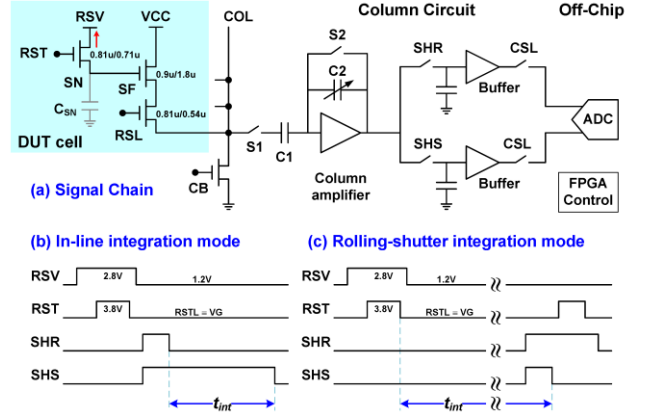 RSV
VCC
COL
Column Circuit
Off-Chip
RST
0.81u/0.71u
SN
0.9u/1.8u
SF
CSN
0.81u/0.54u
RSL
DUT cell
S2
C2
S1
C1
CB
Column
amplifier
SHR
CSL
Buffer
SHS
CSL
Buffer
ADC
FPGA
Control
(a) Signal Chain
(b) In-line integration mode
RSV
2.8V
1.2V
RST
3.8V
RSTL = VG
SHR
SHS
tint
(c) Rolling-shutter integration mode
RSV
2.8V
1.2V
RST
3.8V
RSTL = VG
SHR
SHS
tint